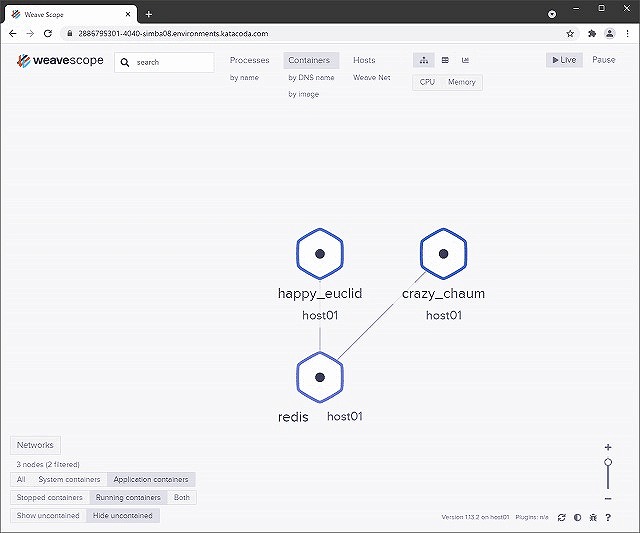 Weave Scope
2886795301-4040-simba08.environments.katacoda.com
weavescope
search
Processes
by name
Containers
by DNS name
by image
Hosts
Weave Net
CPU
Memory
Live
Pause
happy_euclid
host01
crazy_chaum
host01
redis
host01
Networks
3 nodes (2 filtered)
All System containers Application containers
Stopped containers Running containers Both
Show uncontained Hide uncontained
Version 1.13.2 on host01 Plugins: n/a